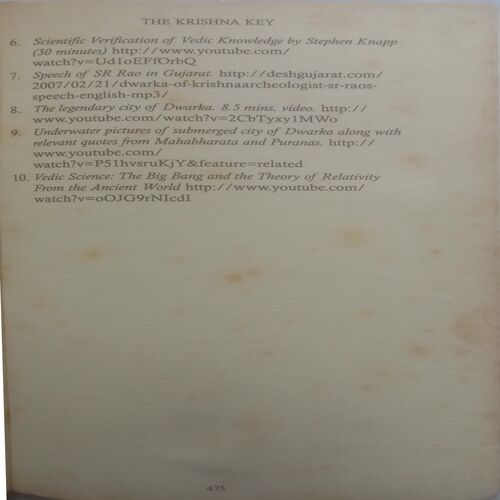 THE KRISHNA KEY
6. Scientific Verification of Vedic Knowledge by Stephen Knapp
(30 minutes) http://www.youtube.com/
watch?v=Ud1oEFfOrbQ
7. Speech of SR Rao in Gujarat. http://deshgujarat.com/
2007/02/21/dwarka-of-krishnaarcheologist-sr-raos-
speech-english-mp3/
8. The legendary city of Dwarka. 8.5 mins. video. http://
www.youtube.com/watch?v=2CbTyxy1MWo
9. Underwater pictures of submerged city of Dwarka along with
relevant quotes from Mahabharata and Puranas. http://
www.youtube.com/
watch?v=P51hvsruKjY&feature=related
10. Vedic Science: The Big Bang and the Theory of Relativity
From the Ancient World http://www.youtube.com/
watch?v=oOJG9rNIcdI
475